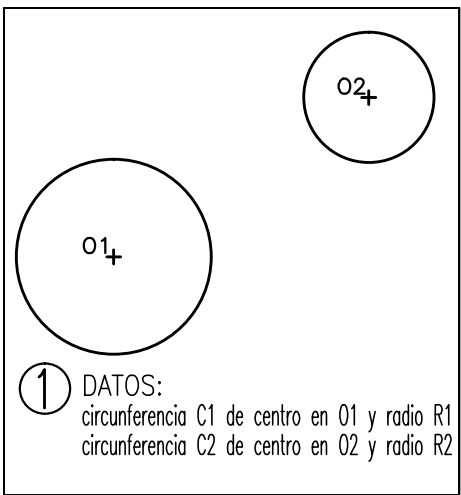 O2
O1
1 DATOS:
circunferencia C1 de centro en O1 y radio R1
circunferencia C2 de centro en O2 y radio R2